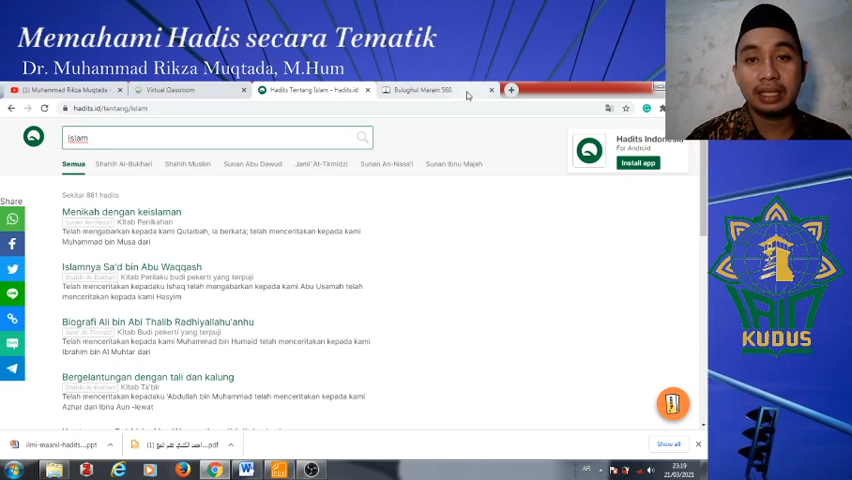 Memahami Hadis secara Tematik
Dr. Muhammad Rikza Muqtada, M.Hum
(1) Muhammad Rikza Muqtada -
Virtual Classroom
Hadits Tentang Islam - Hadits.id
Bulughul Maram 560
hadits.id/tentang/islam
islam
Hadits Indonesia
For Android
Install app
Semua
Shahih Al-Bukhari
Shahih Muslim
Sunan Abu Dawud
Jami' At-Tirmidzi
Sunan An-Nasa'i
Sunan Ibnu Majah
Share
Sekitar 881 hadits
Menikah dengan keislaman
Sunan An-Nasa'i Kitab Penikahan
Telah mengabarkan kepada kami Qutaibah, ia berkata; telah menceritakan kepada kami
Muhammad bin Musa dari
Islamnya Sa'd bin Abu Waqqash
Shahih Al-Bukhari Kitab Perilaku budi pekerti yang terpuji
Telah menceritakan kepadaku Ishaq telah mengabarkan kepada kami Abu Usamah telah
menceritakan kepada kami Hasyim
Biografi Ali bin Abi Thalib Radhiyallahu'anhu
Jami' At-Tirmidzi Kitab Budi pekerti yang terpuji
Telah menceritakan kepada kami Muhammad bin Humaid telah menceritakan kepada kami
Ibrahim bin Al Muhtar dari
Bergelantungan dengan tali dan kalung
Shahih Al-Bukhari Kitab Ta'bir
Telah menceritakan kepadaku 'Abdullah bin Muhammad telah menceritakan kepada kami
Azhar dari Ibnu Aun -lewat
IAIN
KUDUS
ilmi-maanil-hadits....ppt
Show all
AR
23:19
21/03/2021